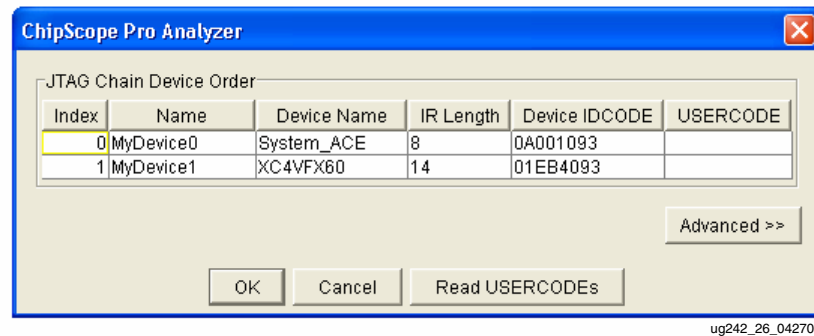 ChipScope Pro Analyzer
JTAG Chain Device Order
Index Name Device Name IR Length Device IDCODE USERCODE
0 MyDevice0 System_ACE 8 0A001093
1 MyDevice1 XC4VFX60 14 01EB4093
Advanced >>
OK Cancel Read USERCODEs
ug242_26_04270